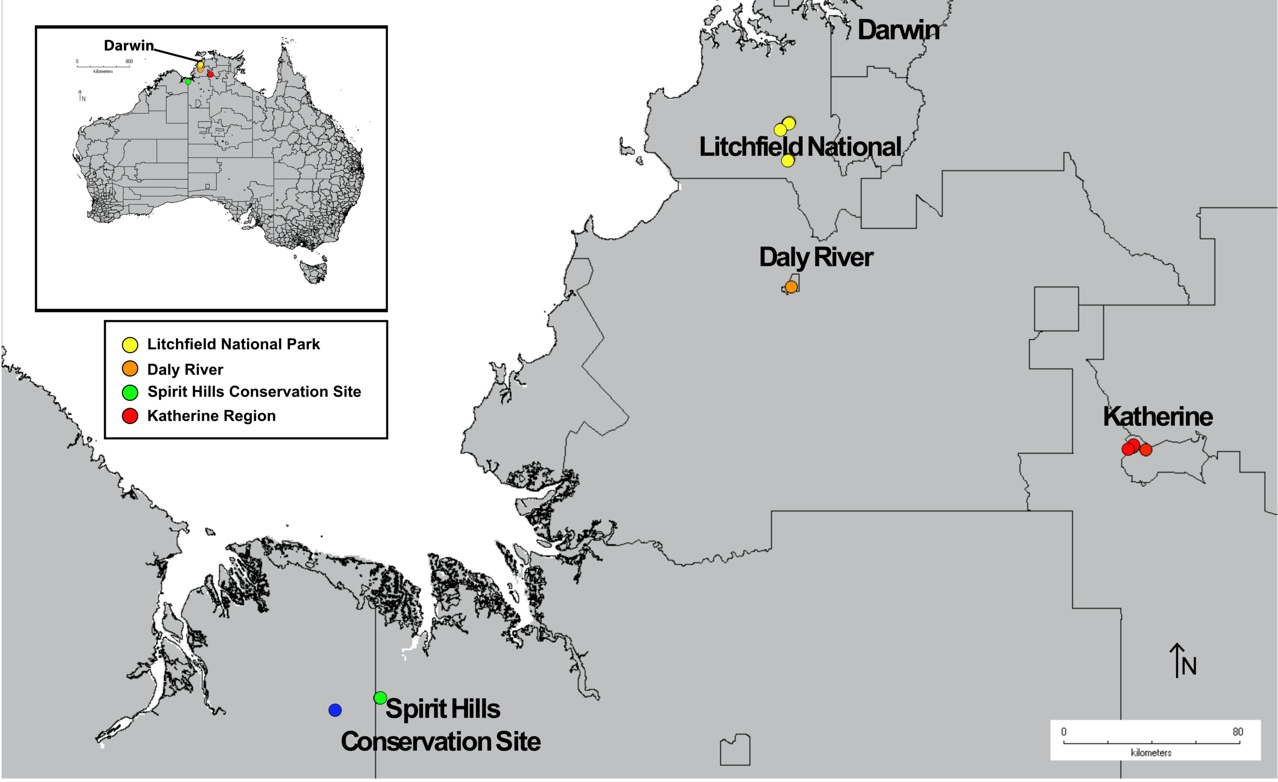 Darwin
0 800
kilometers
N
Litchfield National Park
Daly River
Spirit Hills Conservation Site
Katherine Region
Darwin
Litchfield National
Daly River
Katherine
Spirit Hills
Conservation Site
N
0 80
kilometers